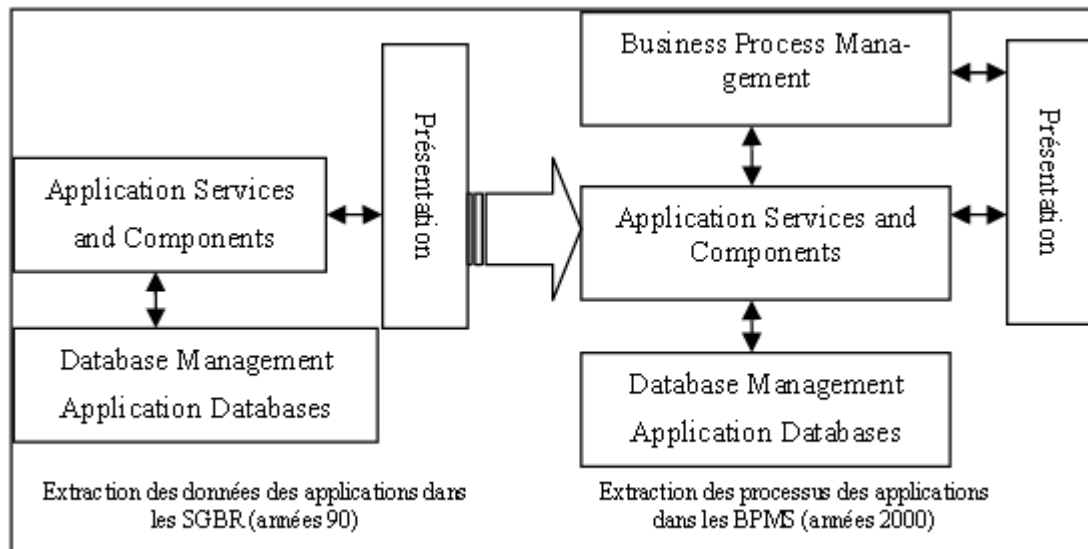 Application Services
and Components
Database Management
Application Databases
Présentation
Extraction des données des applications dans
les SGBR (années 90)
Business Process Mana-
gement
Application Services and
Components
Database Management
Application Databases
Présentation
Extraction des processus des applications
dans les BPMS (années 2000)